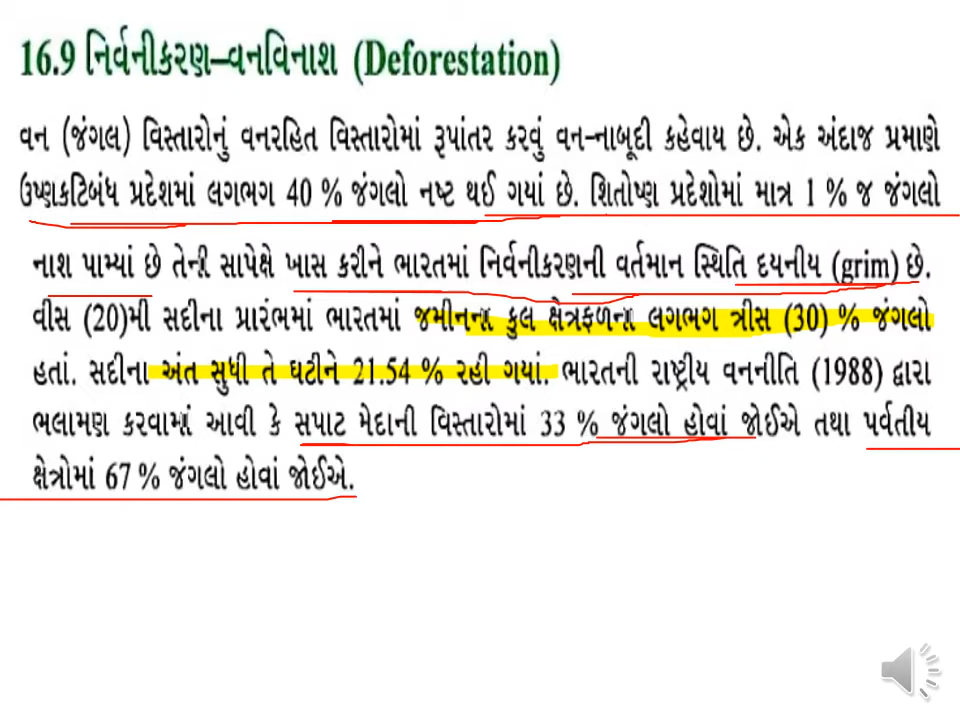 16.9 નિર્વનીકરણ–વનવિનાશ (Deforestation)
વન (જંગલ) વિસ્તારોનું વનરહિત વિસ્તારોમાં રૂપાંતર કરવું વન–નાબૂદી કહેવાય છે. એક અંદાજ પ્રમાણે
ઉષ્ણકટિબંધ પ્રદેશમાં લગભગ 40 % જંગલો નષ્ટ થઈ ગયાં છે. શિતોષ્ણ પ્રદેશોમાં માત્ર 1 % જ જંગલો
નાશ પામ્યાં છે તેની સાપેક્ષે ખાસ કરીને ભારતમાં નિર્વનીકરણની વર્તમાન સ્થિતિ દયનીય (grim) છે.
વીસ (20)મી સદીના પ્રારંભમાં ભારતમાં જમીનના કુલ ક્ષેત્રફળના લગભગ ત્રીસ (30) % જંગલો
હતાં. સદીના અંત સુધી તે ઘટીને 21.54 % રહી ગયાં. ભારતની રાષ્ટ્રીય વનનીતિ (1988) દ્વારા
ભલામણ કરવામાં આવી કે સપાટ મેદાની વિસ્તારોમાં 33 % જંગલો હોવાં જોઈએ તથા પર્વતીય
ક્ષેત્રોમાં 67 % જંગલો હોવાં જોઈએ.